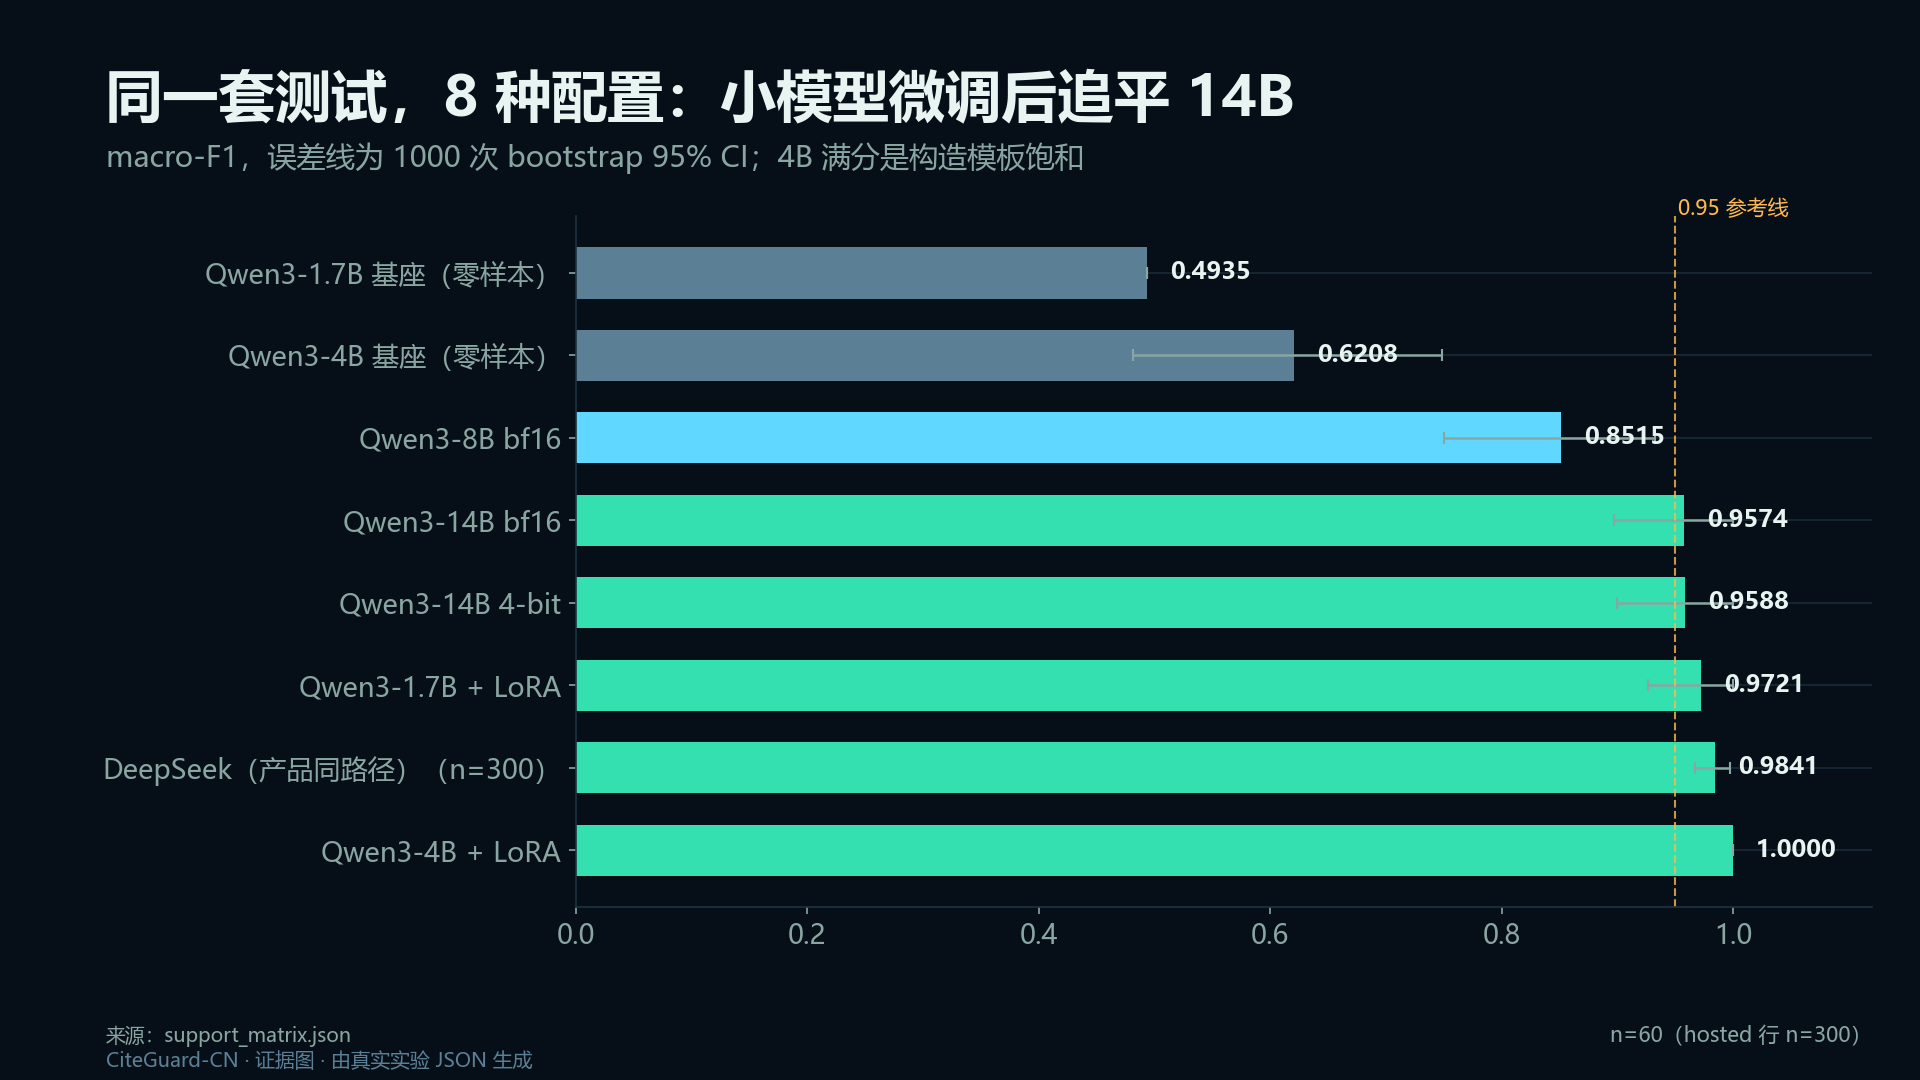 同一套测试，8 种配置：小模型微调后追平 14B
macro-F1，误差线为 1000 次 bootstrap 95% CI；4B 满分是构造模板饱和
0.95 参考线
Qwen3-1.7B 基座（零样本） 0.4935
Qwen3-4B 基座（零样本） 0.6208
Qwen3-8B bf16 0.8515
Qwen3-14B bf16 0.9574
Qwen3-14B 4-bit 0.9588
Qwen3-1.7B + LoRA 0.9721
DeepSeek（产品同路径）（n=300） 0.9841
Qwen3-4B + LoRA 1.0000
0.0 0.2 0.4 0.6 0.8 1.0
来源：support_matrix.json
n=60（hosted 行 n=300）
CiteGuard-CN · 证据图 · 由真实实验 JSON 生成